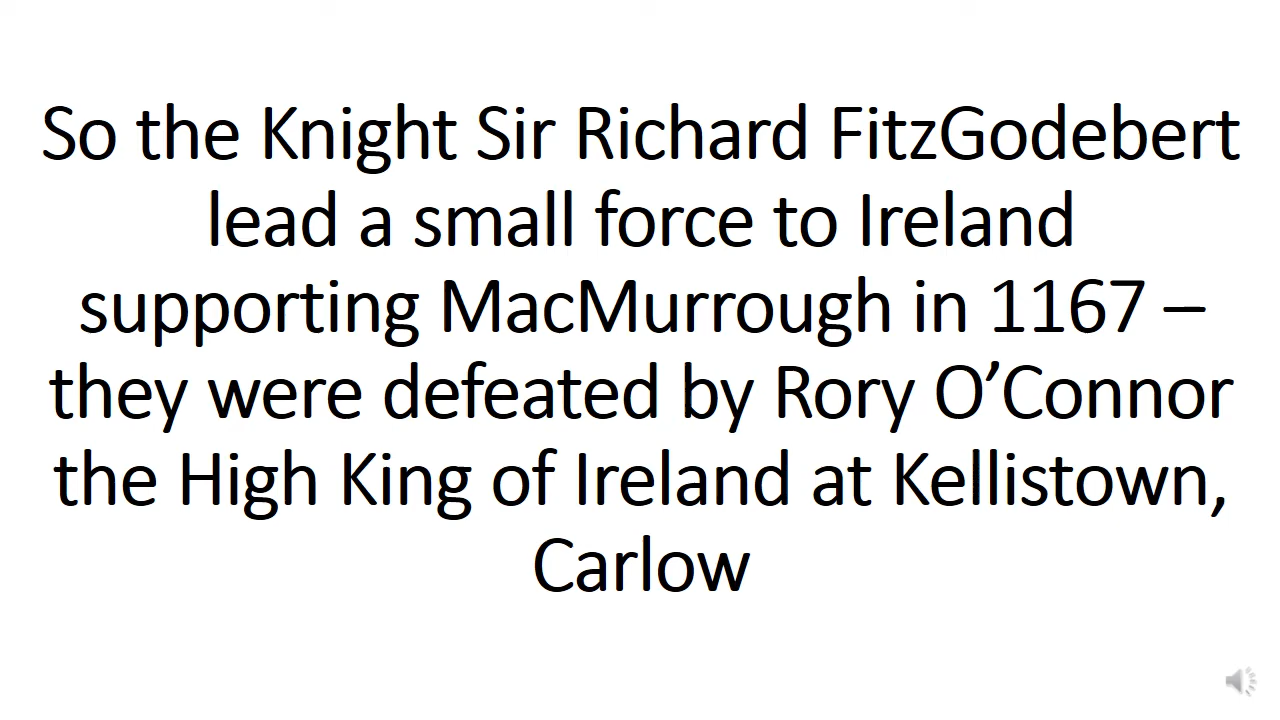 So the Knight Sir Richard FitzGodebert
lead a small force to Ireland
supporting MacMurrough in 1167 –
they were defeated by Rory O’Connor
the High King of Ireland at Kellistown,
Carlow